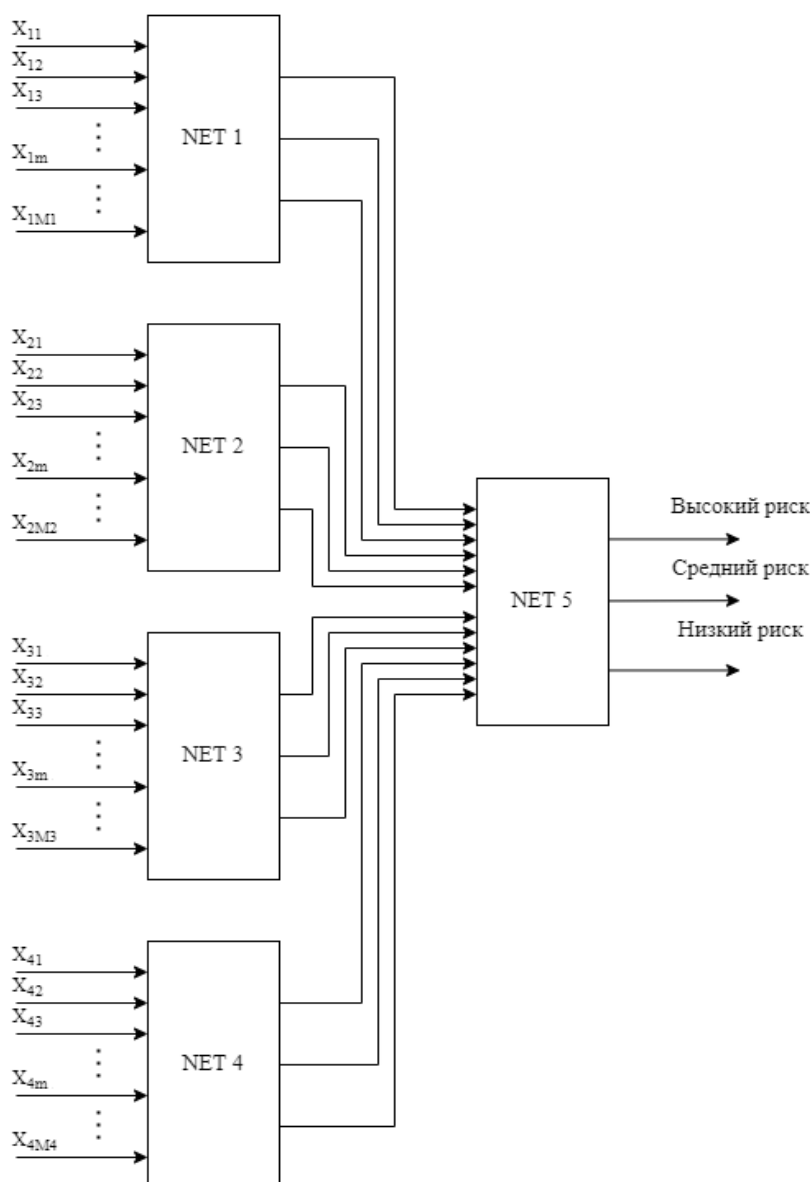 X11
X12
X13
X1m
X1M1
NET 1
X21
X22
X23
X2m
X2M2
NET 2
X31
X32
X33
X3m
X3M3
NET 3
X41
X42
X43
X4m
X4M4
NET 4
NET 5
Высокий риск
Средний риск
Низкий риск